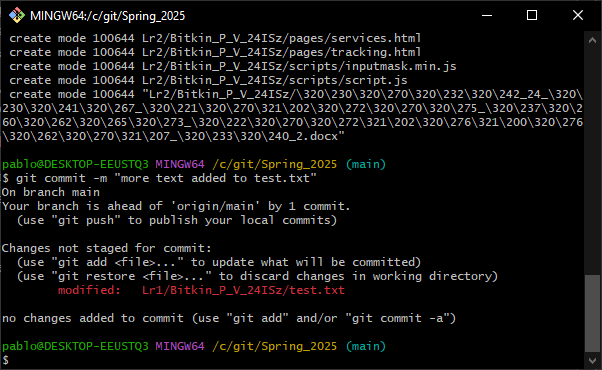 MINGW64:/c/git/Spring_2025
create mode 100644 Lr2/Bitkin_P_V_24ISz/pages/services.html
create mode 100644 Lr2/Bitkin_P_V_24ISz/pages/tracking.html
create mode 100644 Lr2/Bitkin_P_V_24ISz/scripts/inputmask.min.js
create mode 100644 Lr2/Bitkin_P_V_24ISz/scripts/script.js
create mode 100644 "Lr2/Bitkin_P_V_24ISz/\320\230\320\270\320\232\320\242_24_\320\
230\320\241\320\267_\320\221\320\270\321\202\320\272\320\270\320\275_\320\237\320\2
60\320\262\320\265\320\273_\320\222\320\270\320\272\321\202\320\276\321\200\320\276
\320\262\320\270\321\207_\320\233\320\240_2.docx"
pablo@DESKTOP-EEUSTQ3 MINGW64 /c/git/Spring_2025 (main)
$ git commit -m "more text added to test.txt"
On branch main
Your branch is ahead of 'origin/main' by 1 commit.
(use "git push" to publish your local commits)
Changes not staged for commit:
(use "git add <file>..." to update what will be committed)
(use "git restore <file>..." to discard changes in working directory)
modified: Lr1/Bitkin_P_V_24ISz/test.txt
no changes added to commit (use "git add" and/or "git commit -a")
pablo@DESKTOP-EEUSTQ3 MINGW64 /c/git/Spring_2025 (main)
$